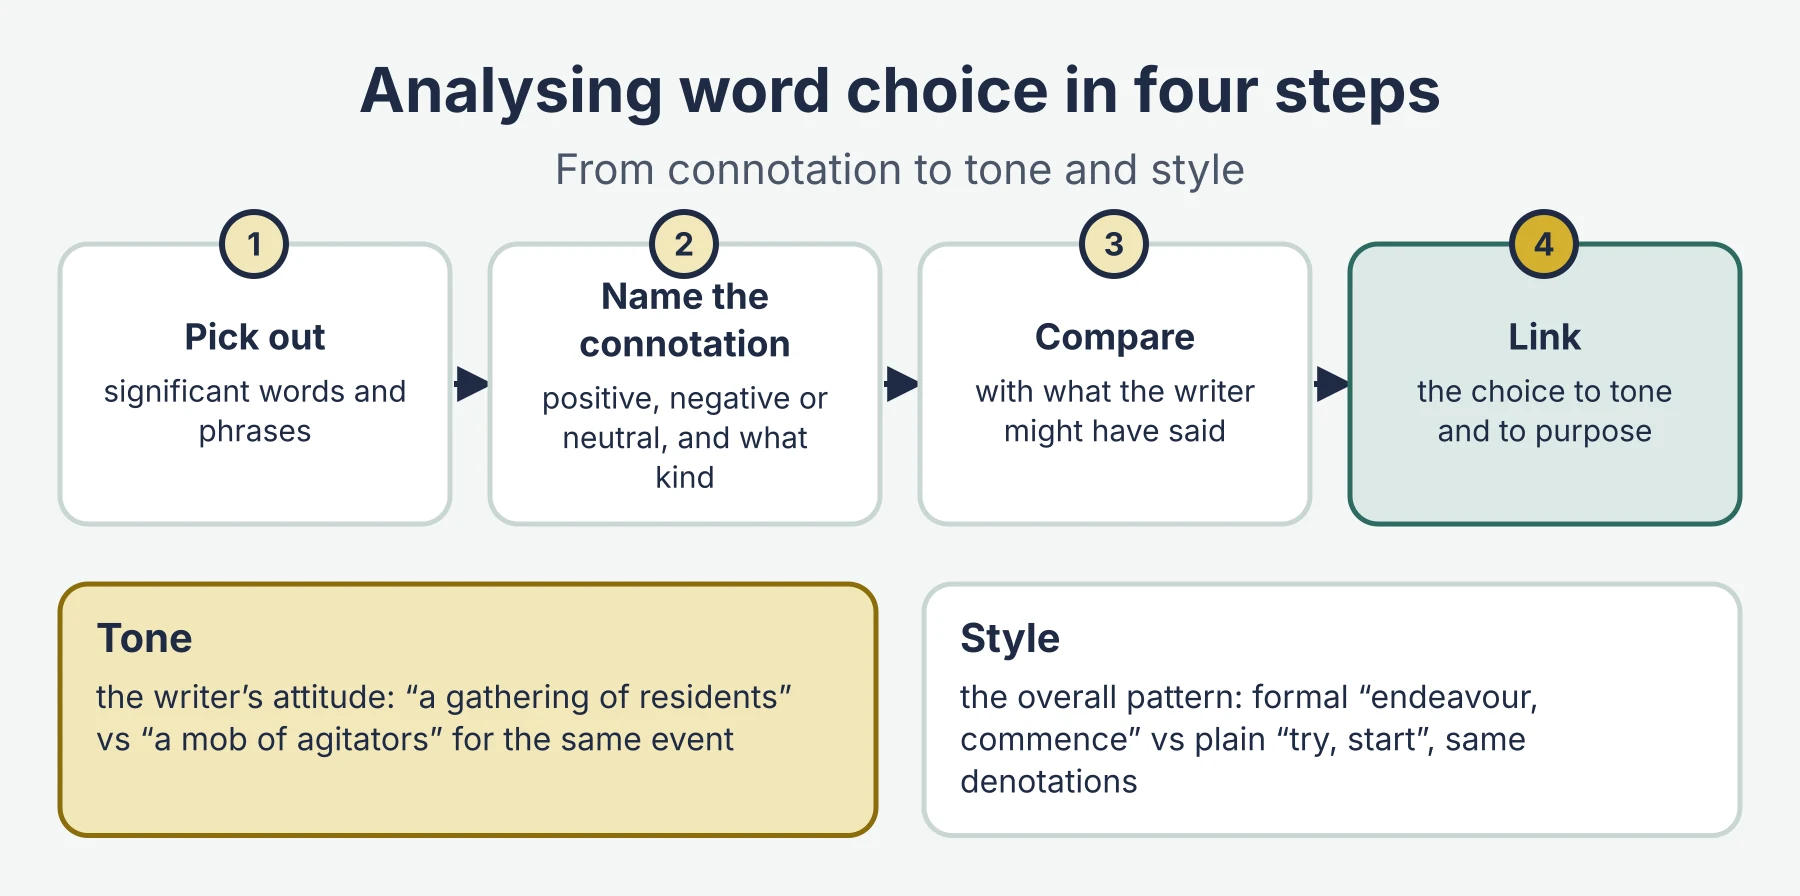 Analysing word choice in four steps
From connotation to tone and style
1
Pick out
significant words and
phrases
2
Name the
connotation
positive, negative or
neutral, and what
kind
3
Compare
with what the writer
might have said
4
Link
the choice to tone
and to purpose
Tone
the writer’s attitude: “a gathering of residents”
vs “a mob of agitators” for the same event
Style
the overall pattern: formal “endeavour,
commence” vs plain “try, start”, same
denotations